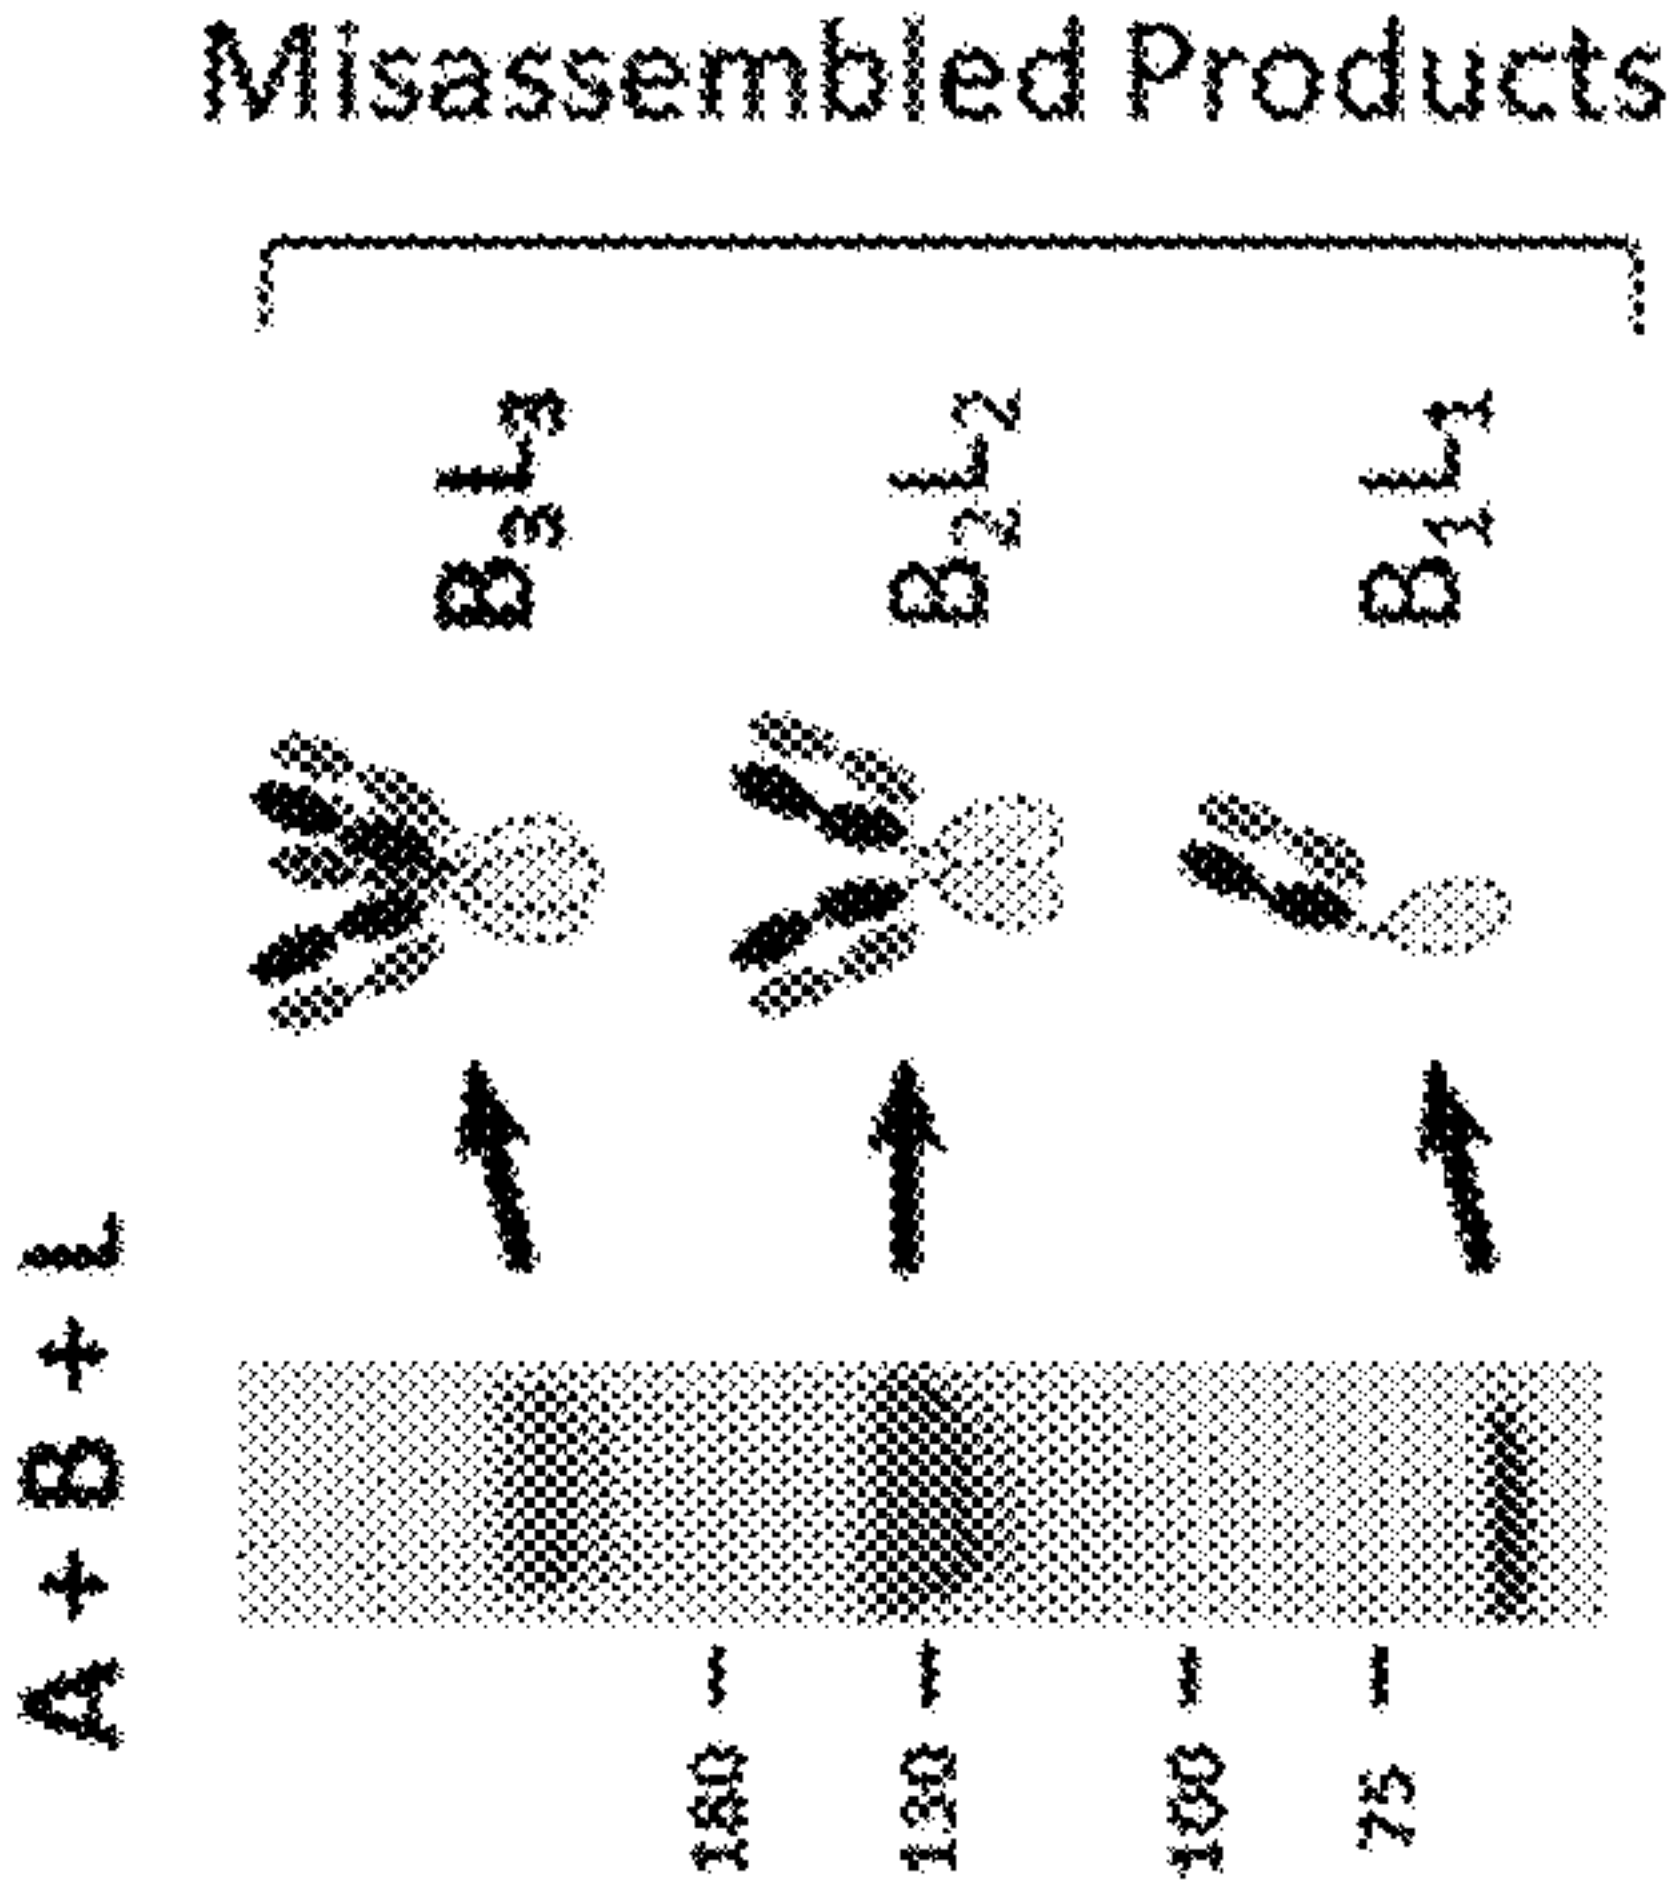 Misassembled Products
B3L3
B2L2
B1L1
A + B + L
180
130
100
75